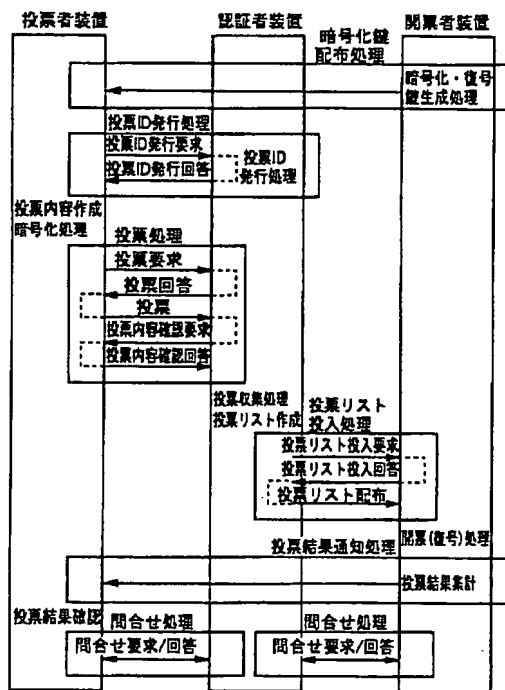 投票者装置
認証者装置
開票者装置
暗号化鍵
配布処理
暗号化・復号
鍵生成処理
投票ID発行処理
投票ID発行要求
投票ID発行回答
投票ID
発行処理
投票内容作成
暗号化処理
投票処理
投票要求
投票回答
投票
投票内容確認要求
投票内容確認回答
投票収集処理
投票リスト作成
投票リスト
投入処理
投票リスト投入要求
投票リスト投入回答
投票リスト配布
開票(復号)処理
投票結果通知処理
投票結果集計
投票結果確認
問合せ処理
問合せ要求/回答
問合せ処理
問合せ要求/回答